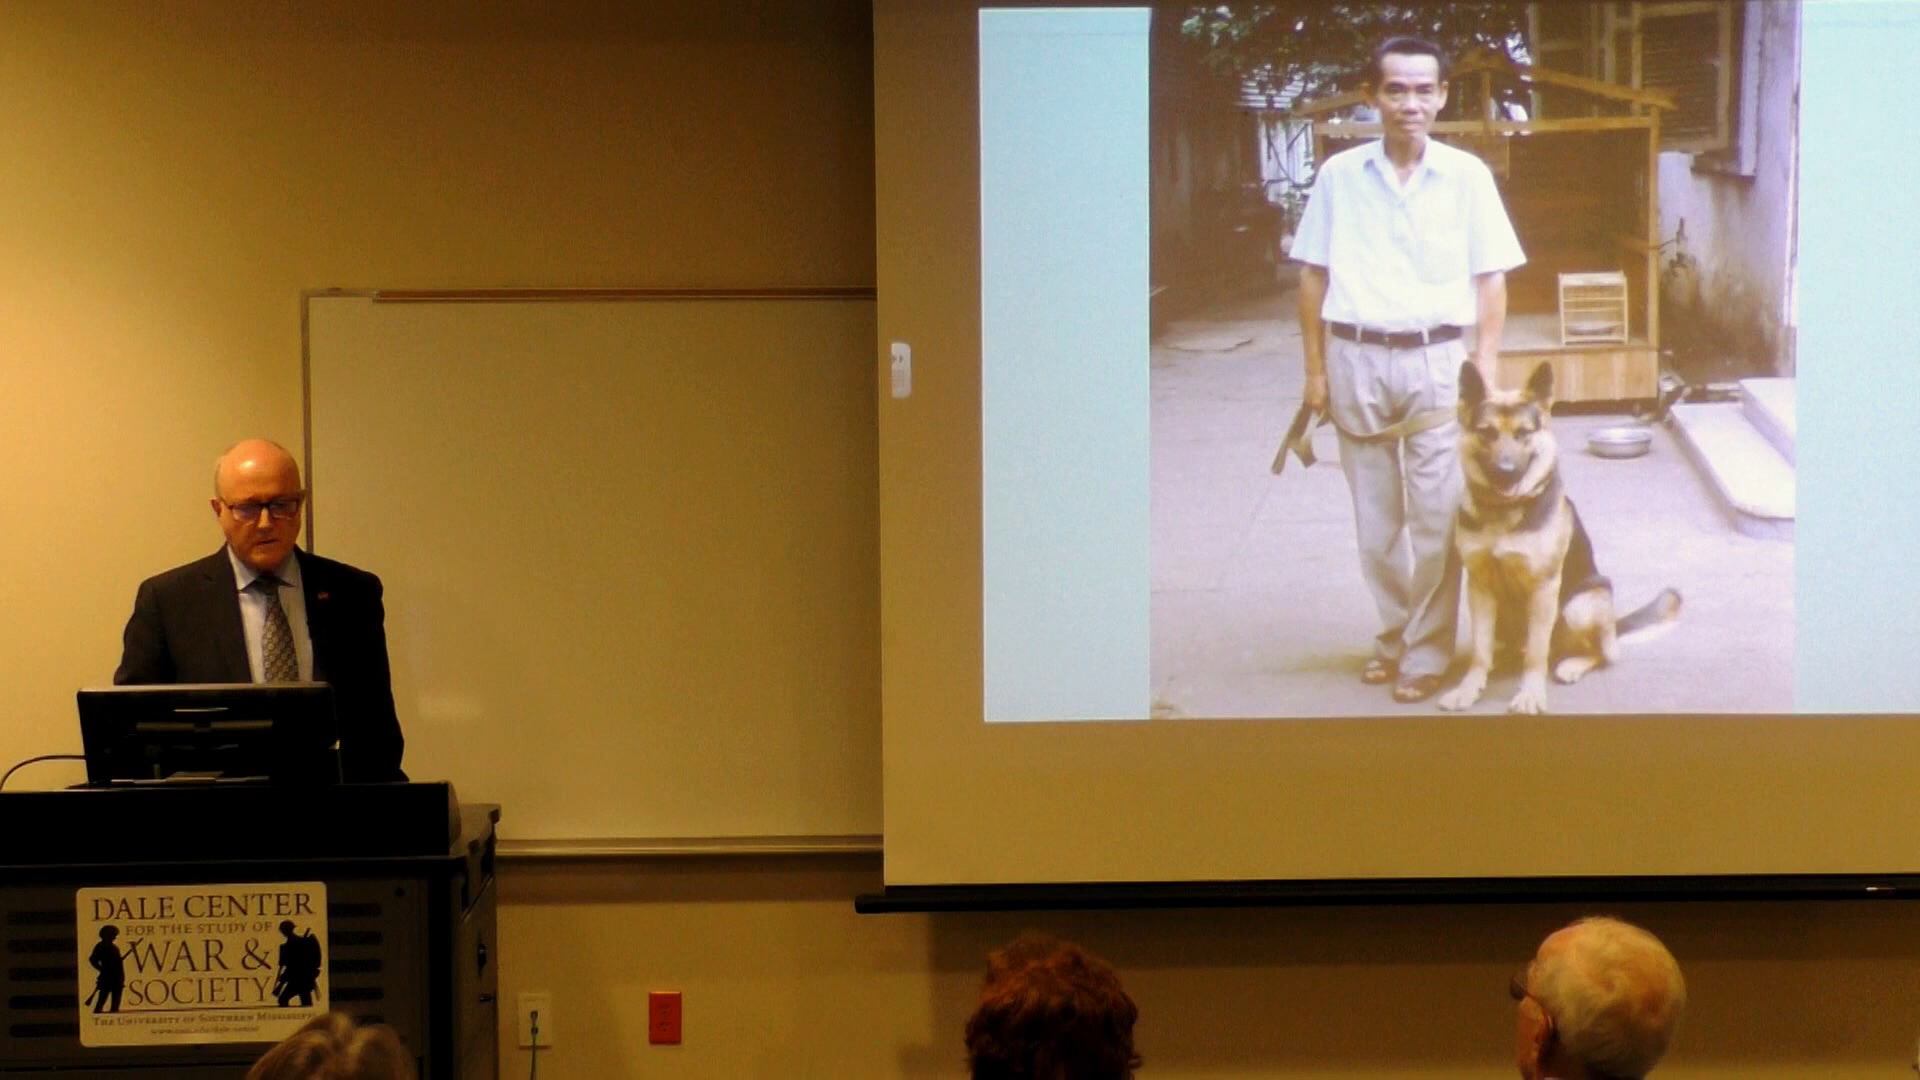 DALE CENTER
FOR THE STUDY OF
WAR &
SOCIETY
THE UNIVERSITY OF SOUTHERN MISSISSIPPI